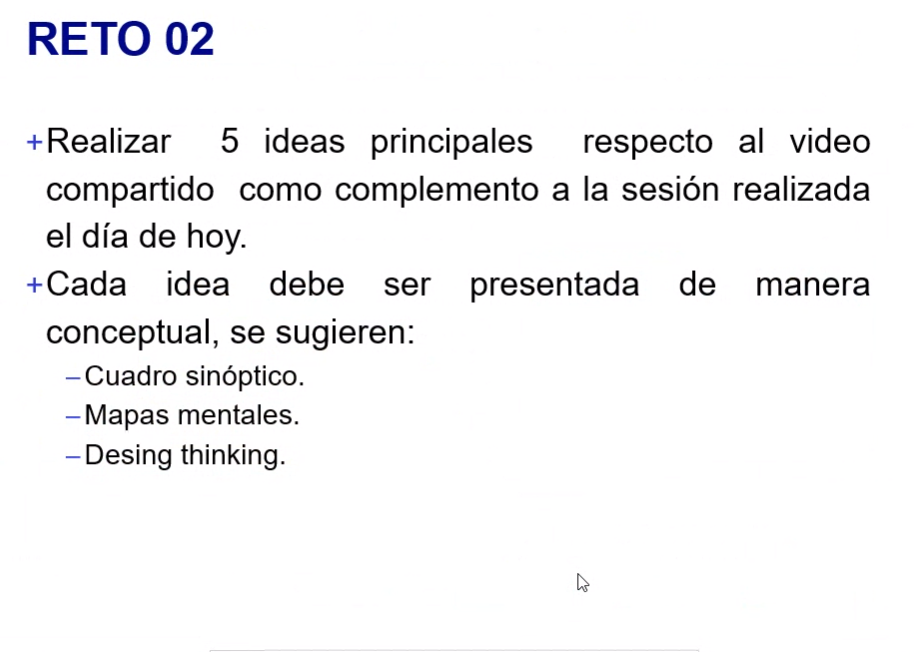 RETO 02
+Realizar 5 ideas principales respecto al video
compartido como complemento a la sesión realizada
el día de hoy.
+Cada idea debe ser presentada de manera
conceptual, se sugieren:
–Cuadro sinóptico.
–Mapas mentales.
–Desing thinking.